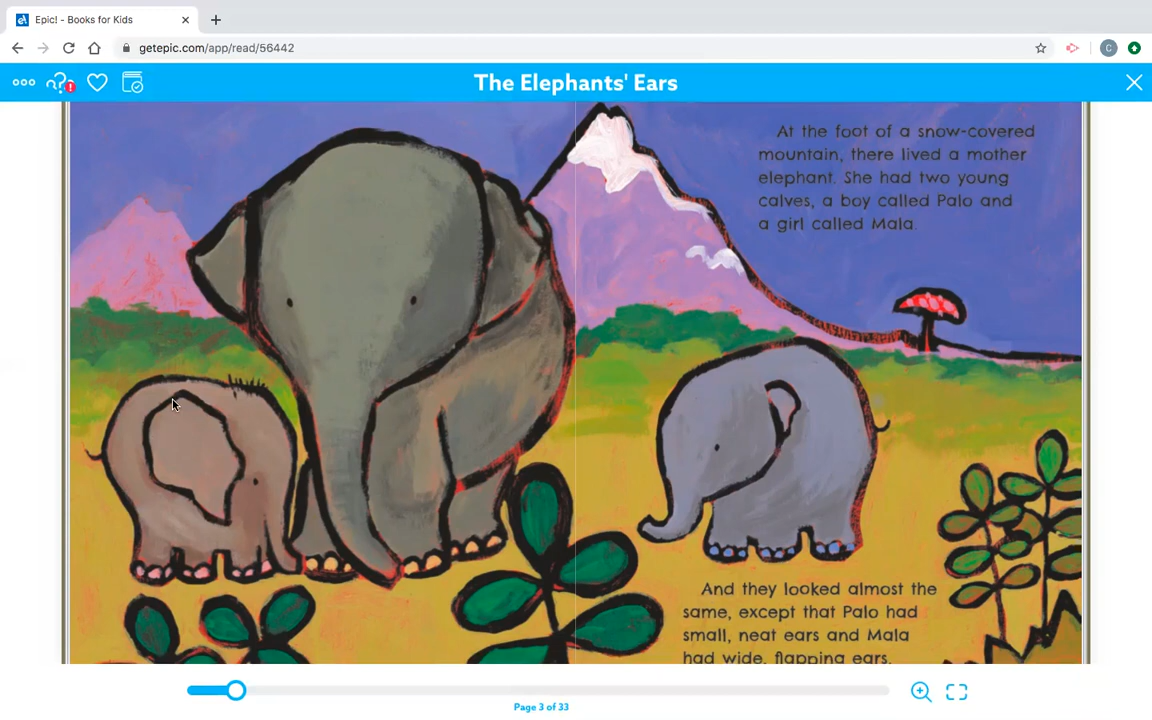 Epic! - Books for Kids
getepic.com/app/read/56442
C
The Elephants' Ears
At the foot of a snow-covered
mountain, there lived a mother
elephant. She had two young
calves, a boy called Palo and
a girl called Mala.
And they looked almost the
same, except that Palo had
small, neat ears and Mala
had wide, flapping ears.
Page 3 of 33